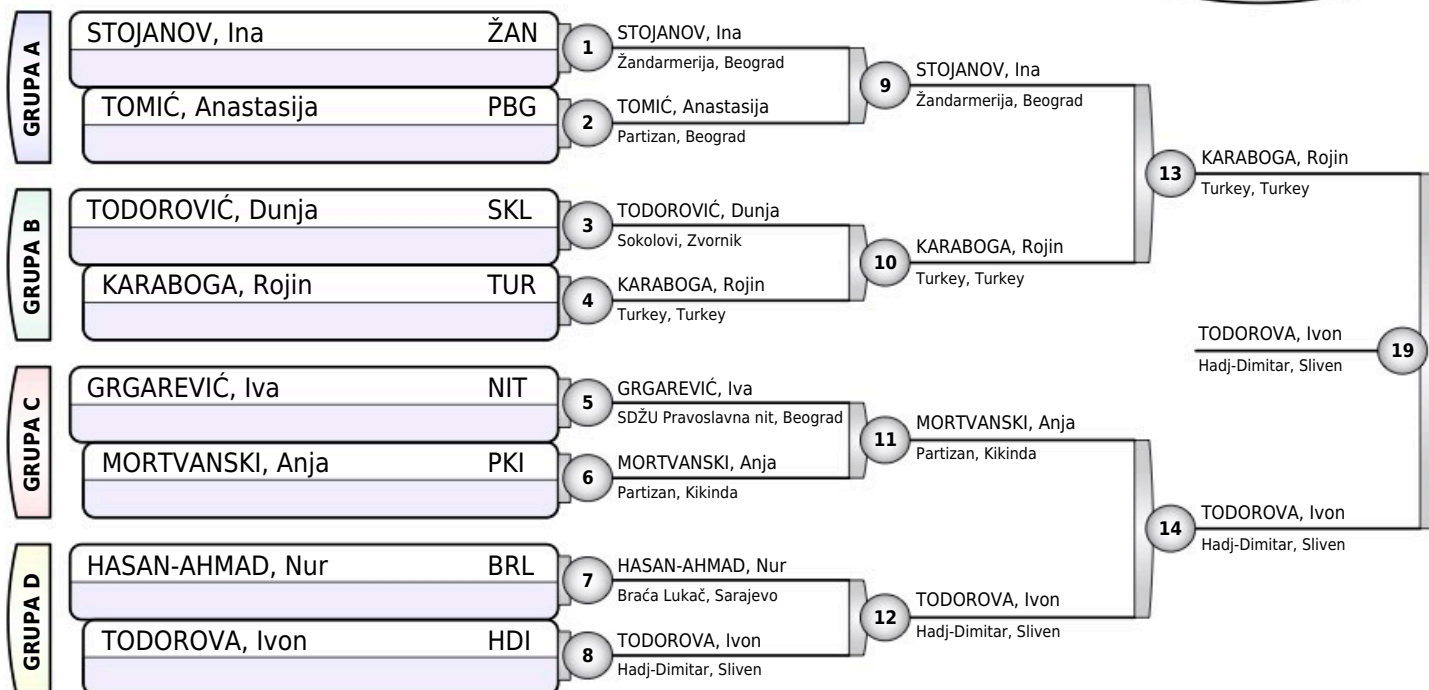 GRUPA A
STOJANOV, Ina ŽAN
TOMIĆ, Anastasija PBG
1
STOJANOV, Ina
Žandarmerija, Beograd
2
TOMIĆ, Anastasija
Partizan, Beograd
9
STOJANOV, Ina
Žandarmerija, Beograd
GRUPA B
TODOROVIĆ, Dunja SKL
KARABOGA, Rojin TUR
3
TODOROVIĆ, Dunja
Sokolovi, Zvornik
4
KARABOGA, Rojin
Turkey, Turkey
10
KARABOGA, Rojin
Turkey, Turkey
13
KARABOGA, Rojin
Turkey, Turkey
GRUPA C
GRGAREVIĆ, Iva NIT
MORTVANSKI, Anja PKI
5
GRGAREVIĆ, Iva
SDŽU Pravoslavna nit, Beograd
6
MORTVANSKI, Anja
Partizan, Kikinda
11
MORTVANSKI, Anja
Partizan, Kikinda
GRUPA D
HASAN-AHMAD, Nur BRL
TODOROVA, Ivon HDI
7
HASAN-AHMAD, Nur
Braća Lukač, Sarajevo
8
TODOROVA, Ivon
Hadj-Dimitar, Sliven
12
TODOROVA, Ivon
Hadj-Dimitar, Sliven
14
TODOROVA, Ivon
Hadj-Dimitar, Sliven
TODOROVA, Ivon
Hadj-Dimitar, Sliven
19